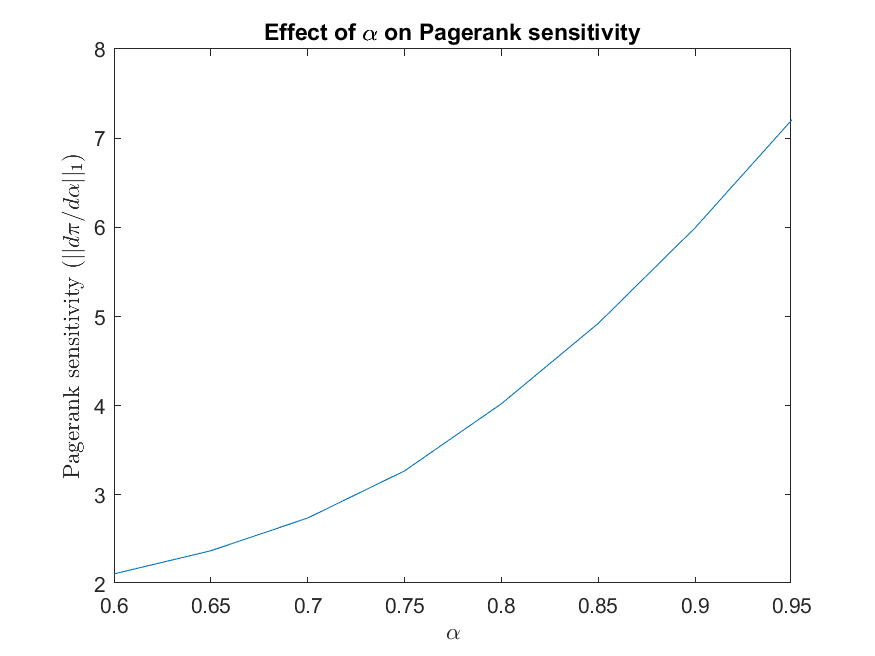 Effect of α on Pagerank sensitivity
Pagerank sensitivity (||dπ/dα||₁)
8
7
6
5
4
3
2
0.6 0.65 0.7 0.75 0.8 0.85 0.9 0.95
α